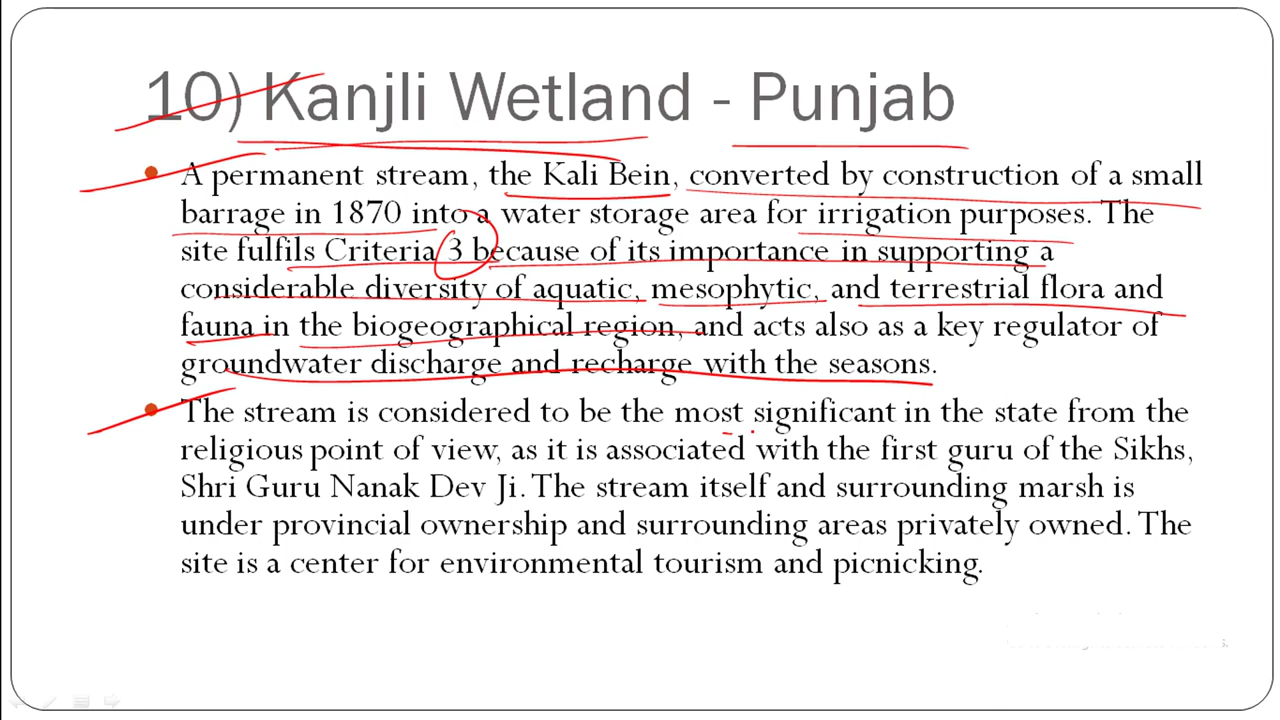 10) Kanjli Wetland - Punjab
• A permanent stream, the Kali Bein, converted by construction of a small
barrage in 1870 into a water storage area for irrigation purposes. The
site fulfils Criteria 3 because of its importance in supporting a
considerable diversity of aquatic, mesophytic, and terrestrial flora and
fauna in the biogeographical region, and acts also as a key regulator of
groundwater discharge and recharge with the seasons.
• The stream is considered to be the most significant in the state from the
religious point of view, as it is associated with the first guru of the Sikhs,
Shri Guru Nanak Dev Ji. The stream itself and surrounding marsh is
under provincial ownership and surrounding areas privately owned. The
site is a center for environmental tourism and picnicking.